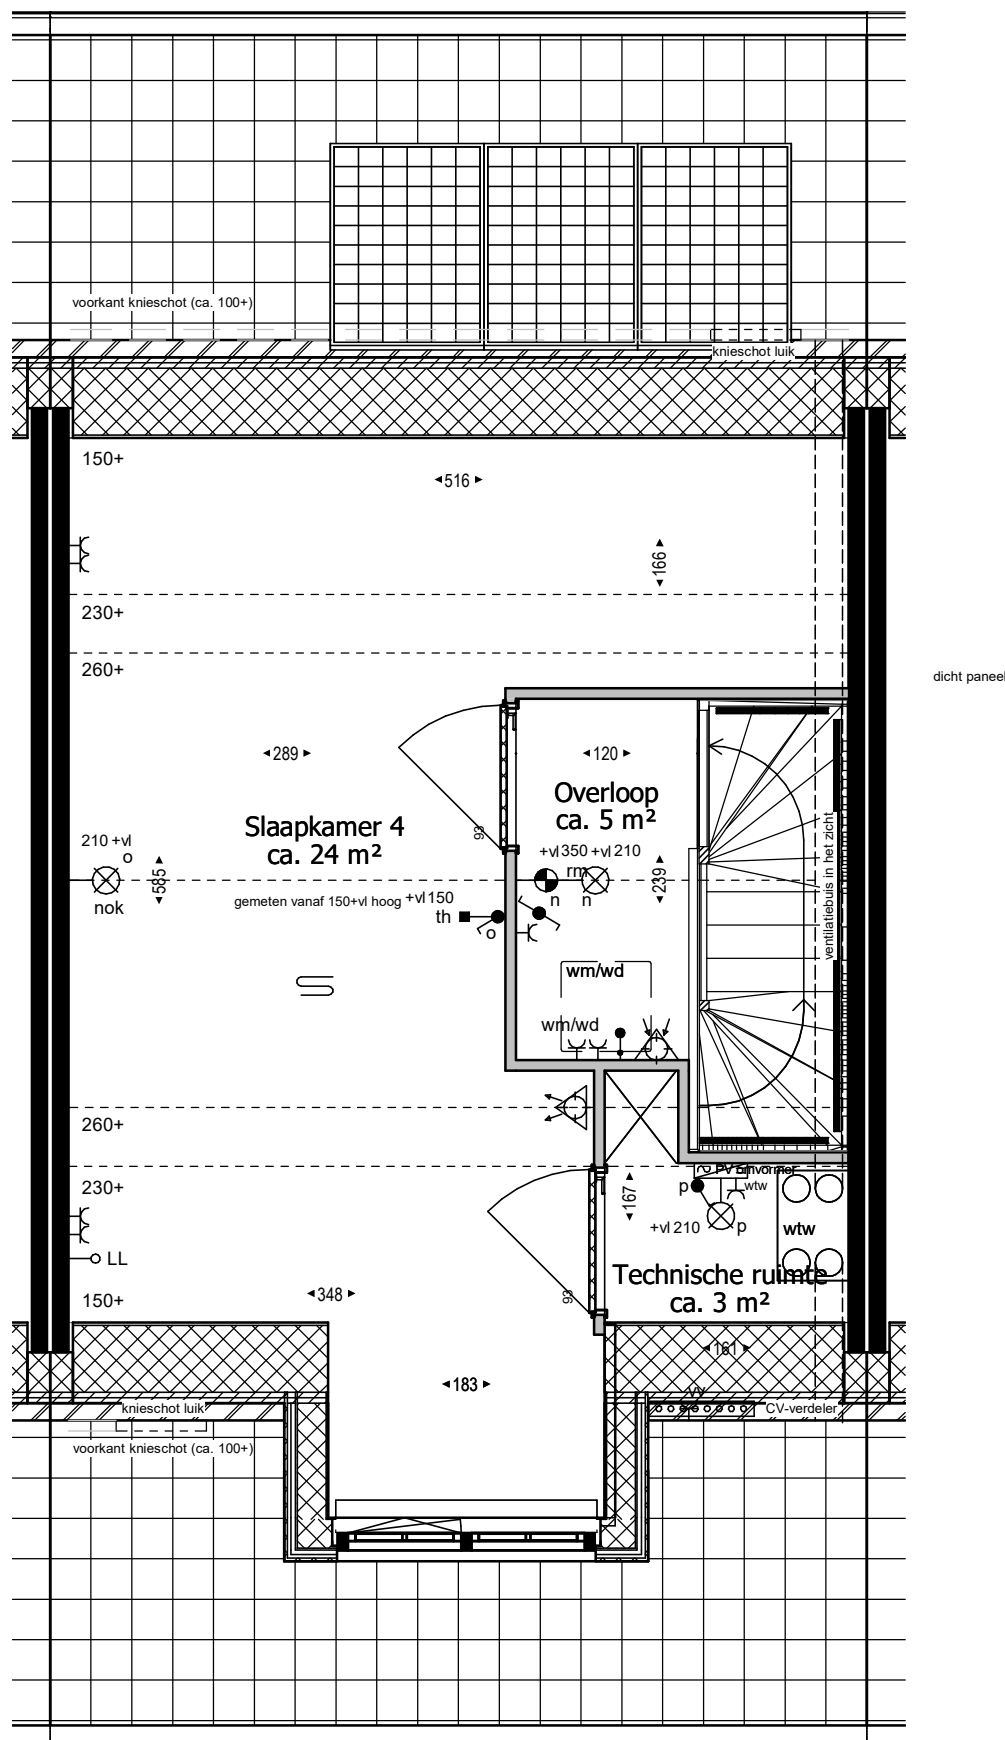 voorkant knieschot (ca. 100+)
knieschot luik
150+
516
166
230+
260+
dicht paneel
289
120
93
Overloop
ca. 5 m²
Slaapkamer 4
ca. 24 m²
210 +vl
o
nok
585
+vl 350 +vl 210
rm
n n
239
ventilatiebuis in het zicht
gemeten vanaf 150+vl hoog +vl 150
th
o
wm/wd
wm/wd
260+
230+
PV omvormer
wtw
p
167
+vl 210
p
wtw
LL
150+
348
93
Technische ruimte
ca. 3 m²
161
183
VV
CV-verdeler
knieschot luik
voorkant knieschot (ca. 100+)